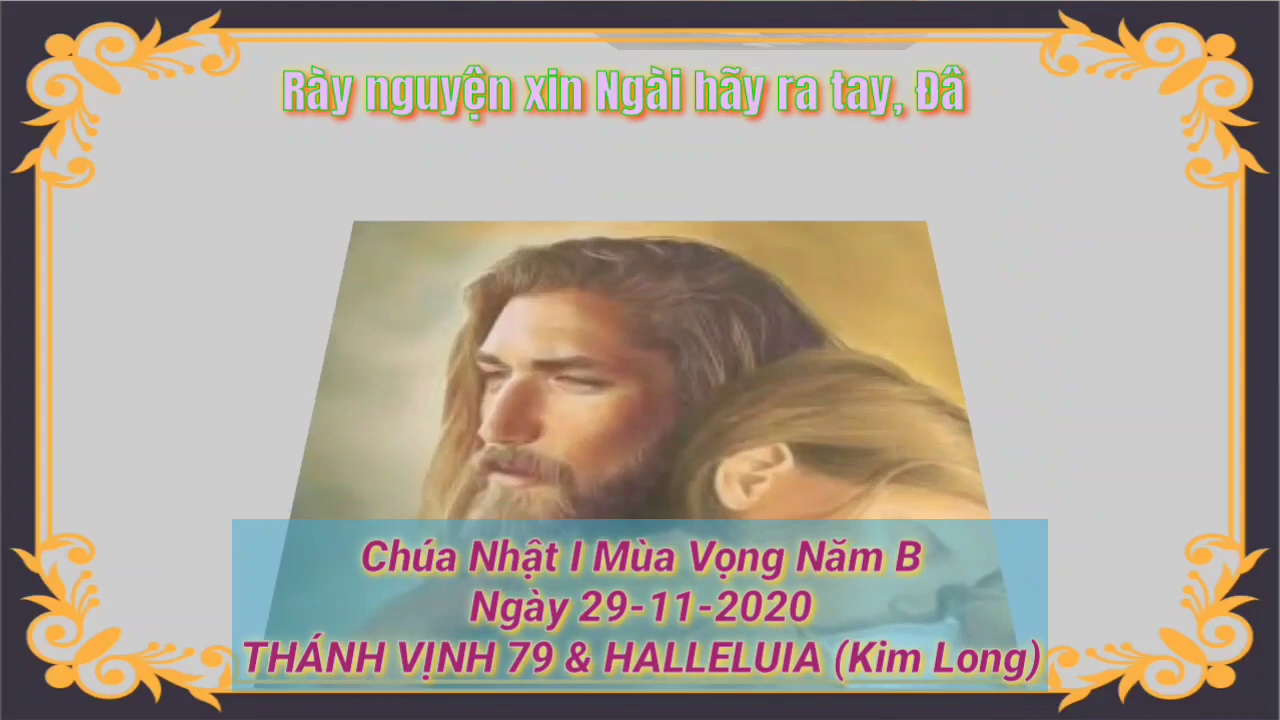 Rày nguyện xin Ngài hãy ra tay, Đâ
Chúa Nhật I Mùa Vọng Năm B
Ngày 29-11-2020
THÁNH VỊNH 79 & HALLELUIA (Kim Long)